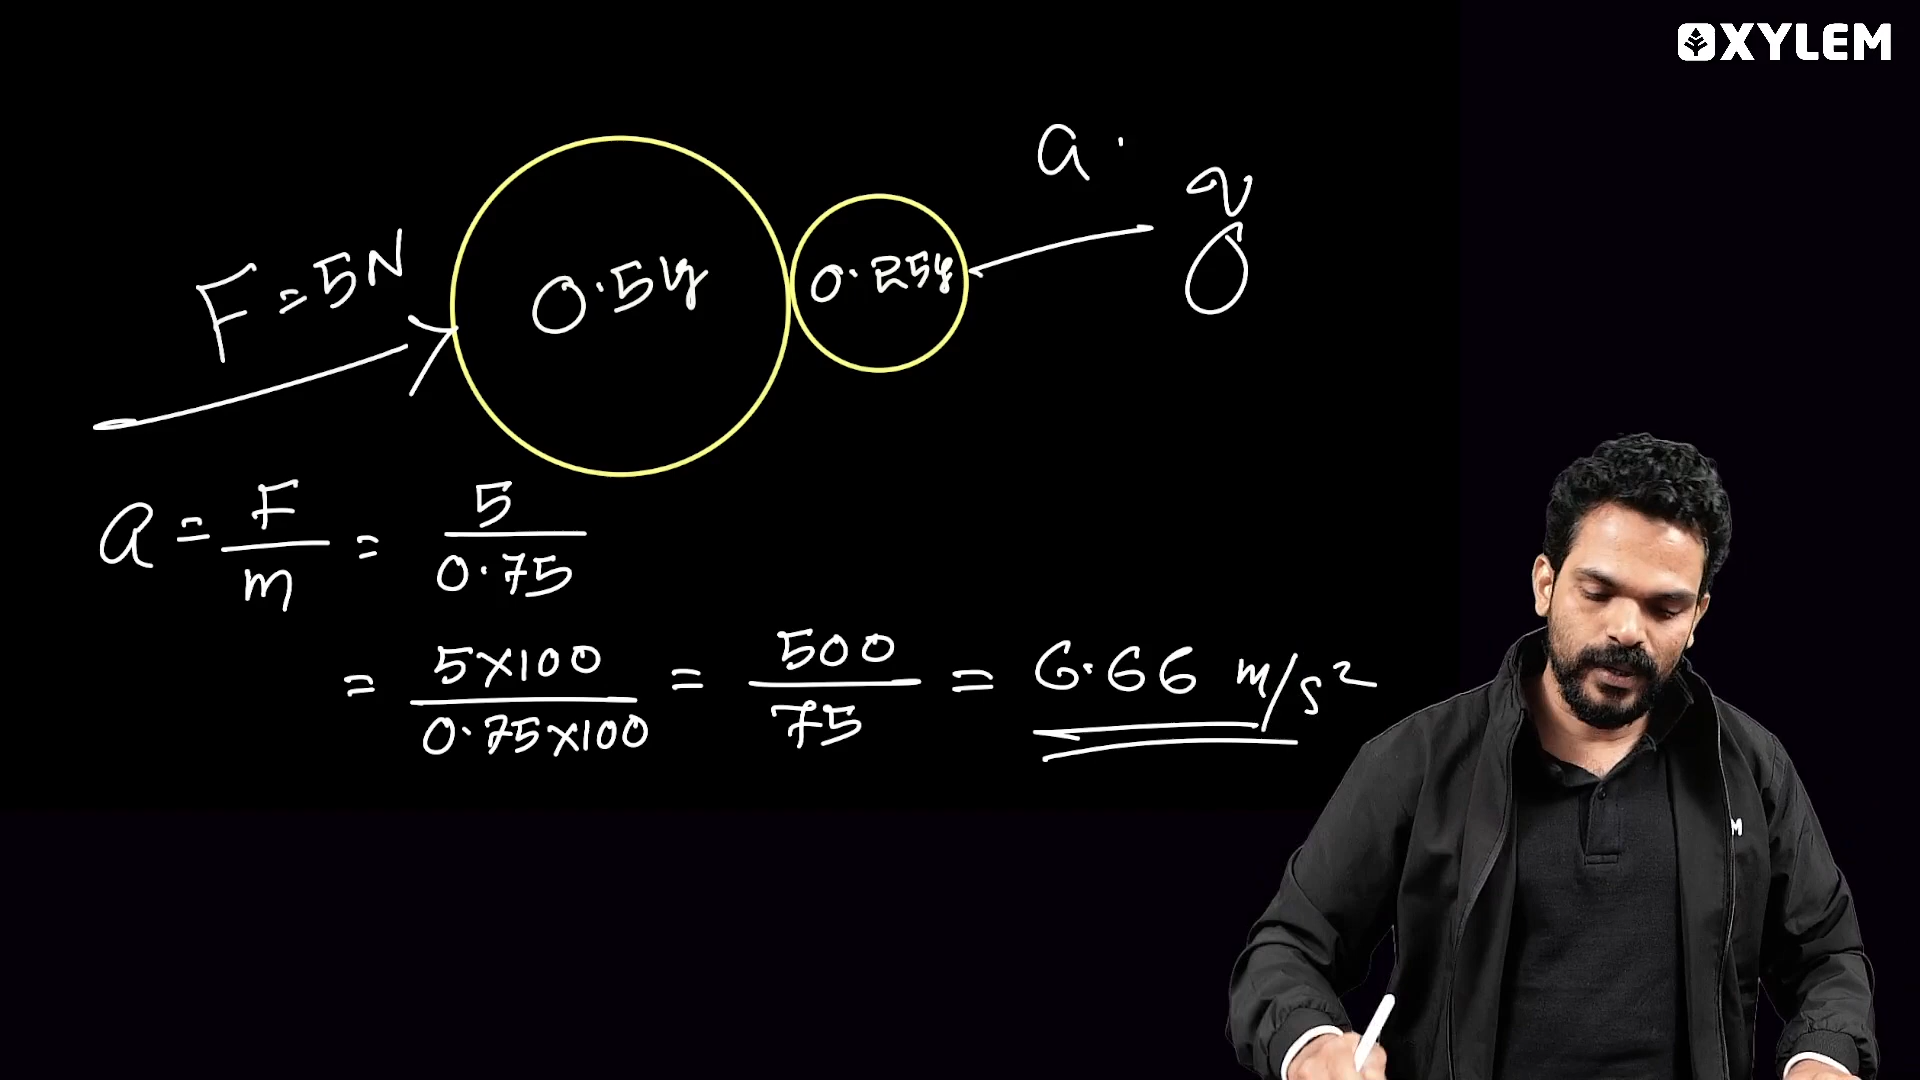 XYLEM
a.
F = 5N
0.5kg
0.25kg
a = F/m = 5/0.75
= 5×100/0.75×100 = 500/75 = 6.66 m/s²
M